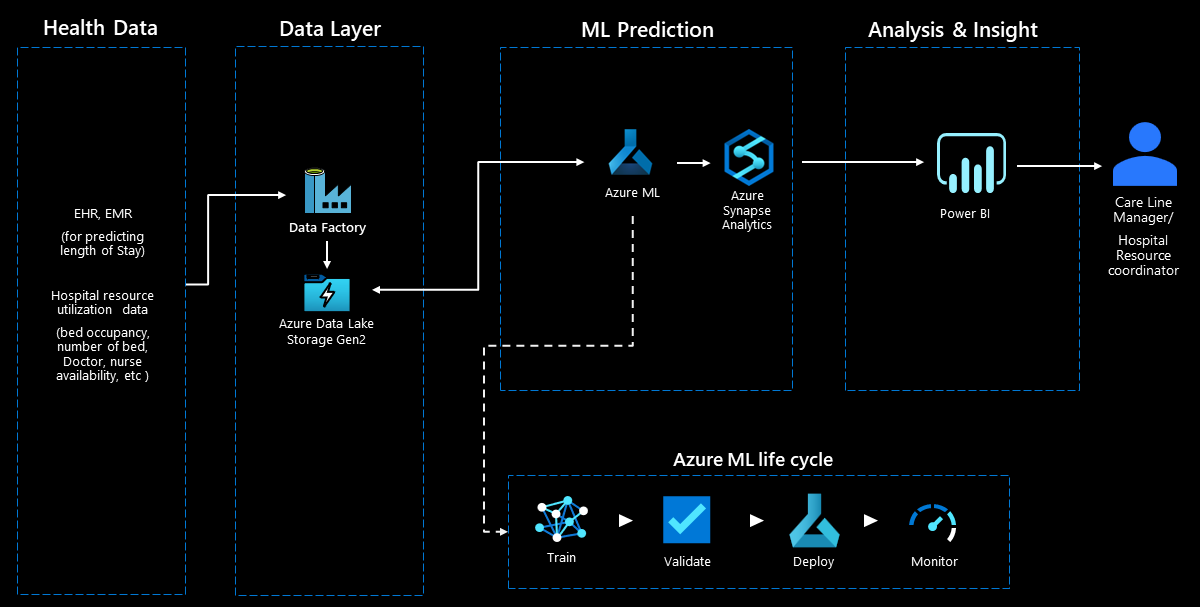 Health Data
Data Layer
ML Prediction
Analysis & Insight
EHR, EMR
(for predicting
length of Stay)
Hospital resource
utilization data
(bed occupancy,
number of bed,
Doctor, nurse
availability, etc )
Data Factory
Azure Data Lake
Storage Gen2
Azure ML
Azure
Synapse
Analytics
Power BI
Care Line
Manager/
Hospital
Resource
coordinator
Azure ML life cycle
Train
Validate
Deploy
Monitor